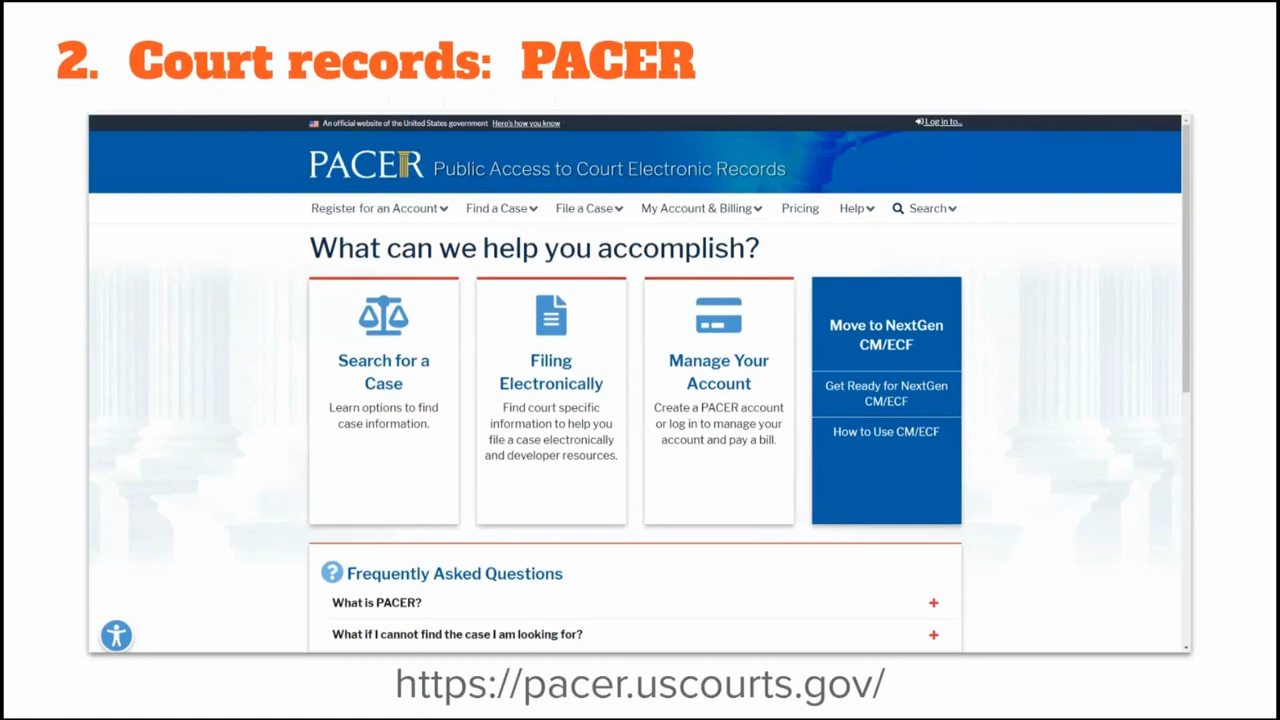 2. Court records: PACER
An official website of the United States government Here's how you know
Log in to...
PACER Public Access to Court Electronic Records
Register for an Account Find a Case File a Case My Account & Billing Pricing Help Search
What can we help you accomplish?
Search for a
Case
Learn options to find
case information.
Filing
Electronically
Find court specific
information to help you
file a case electronically
and developer resources.
Manage Your
Account
Create a PACER account
or log in to manage your
account and pay a bill.
Move to NextGen
CM/ECF
Get Ready for NextGen
CM/ECF
How to Use CM/ECF
? Frequently Asked Questions
What is PACER? +
What if I cannot find the case I am looking for? +
https://pacer.uscourts.gov/